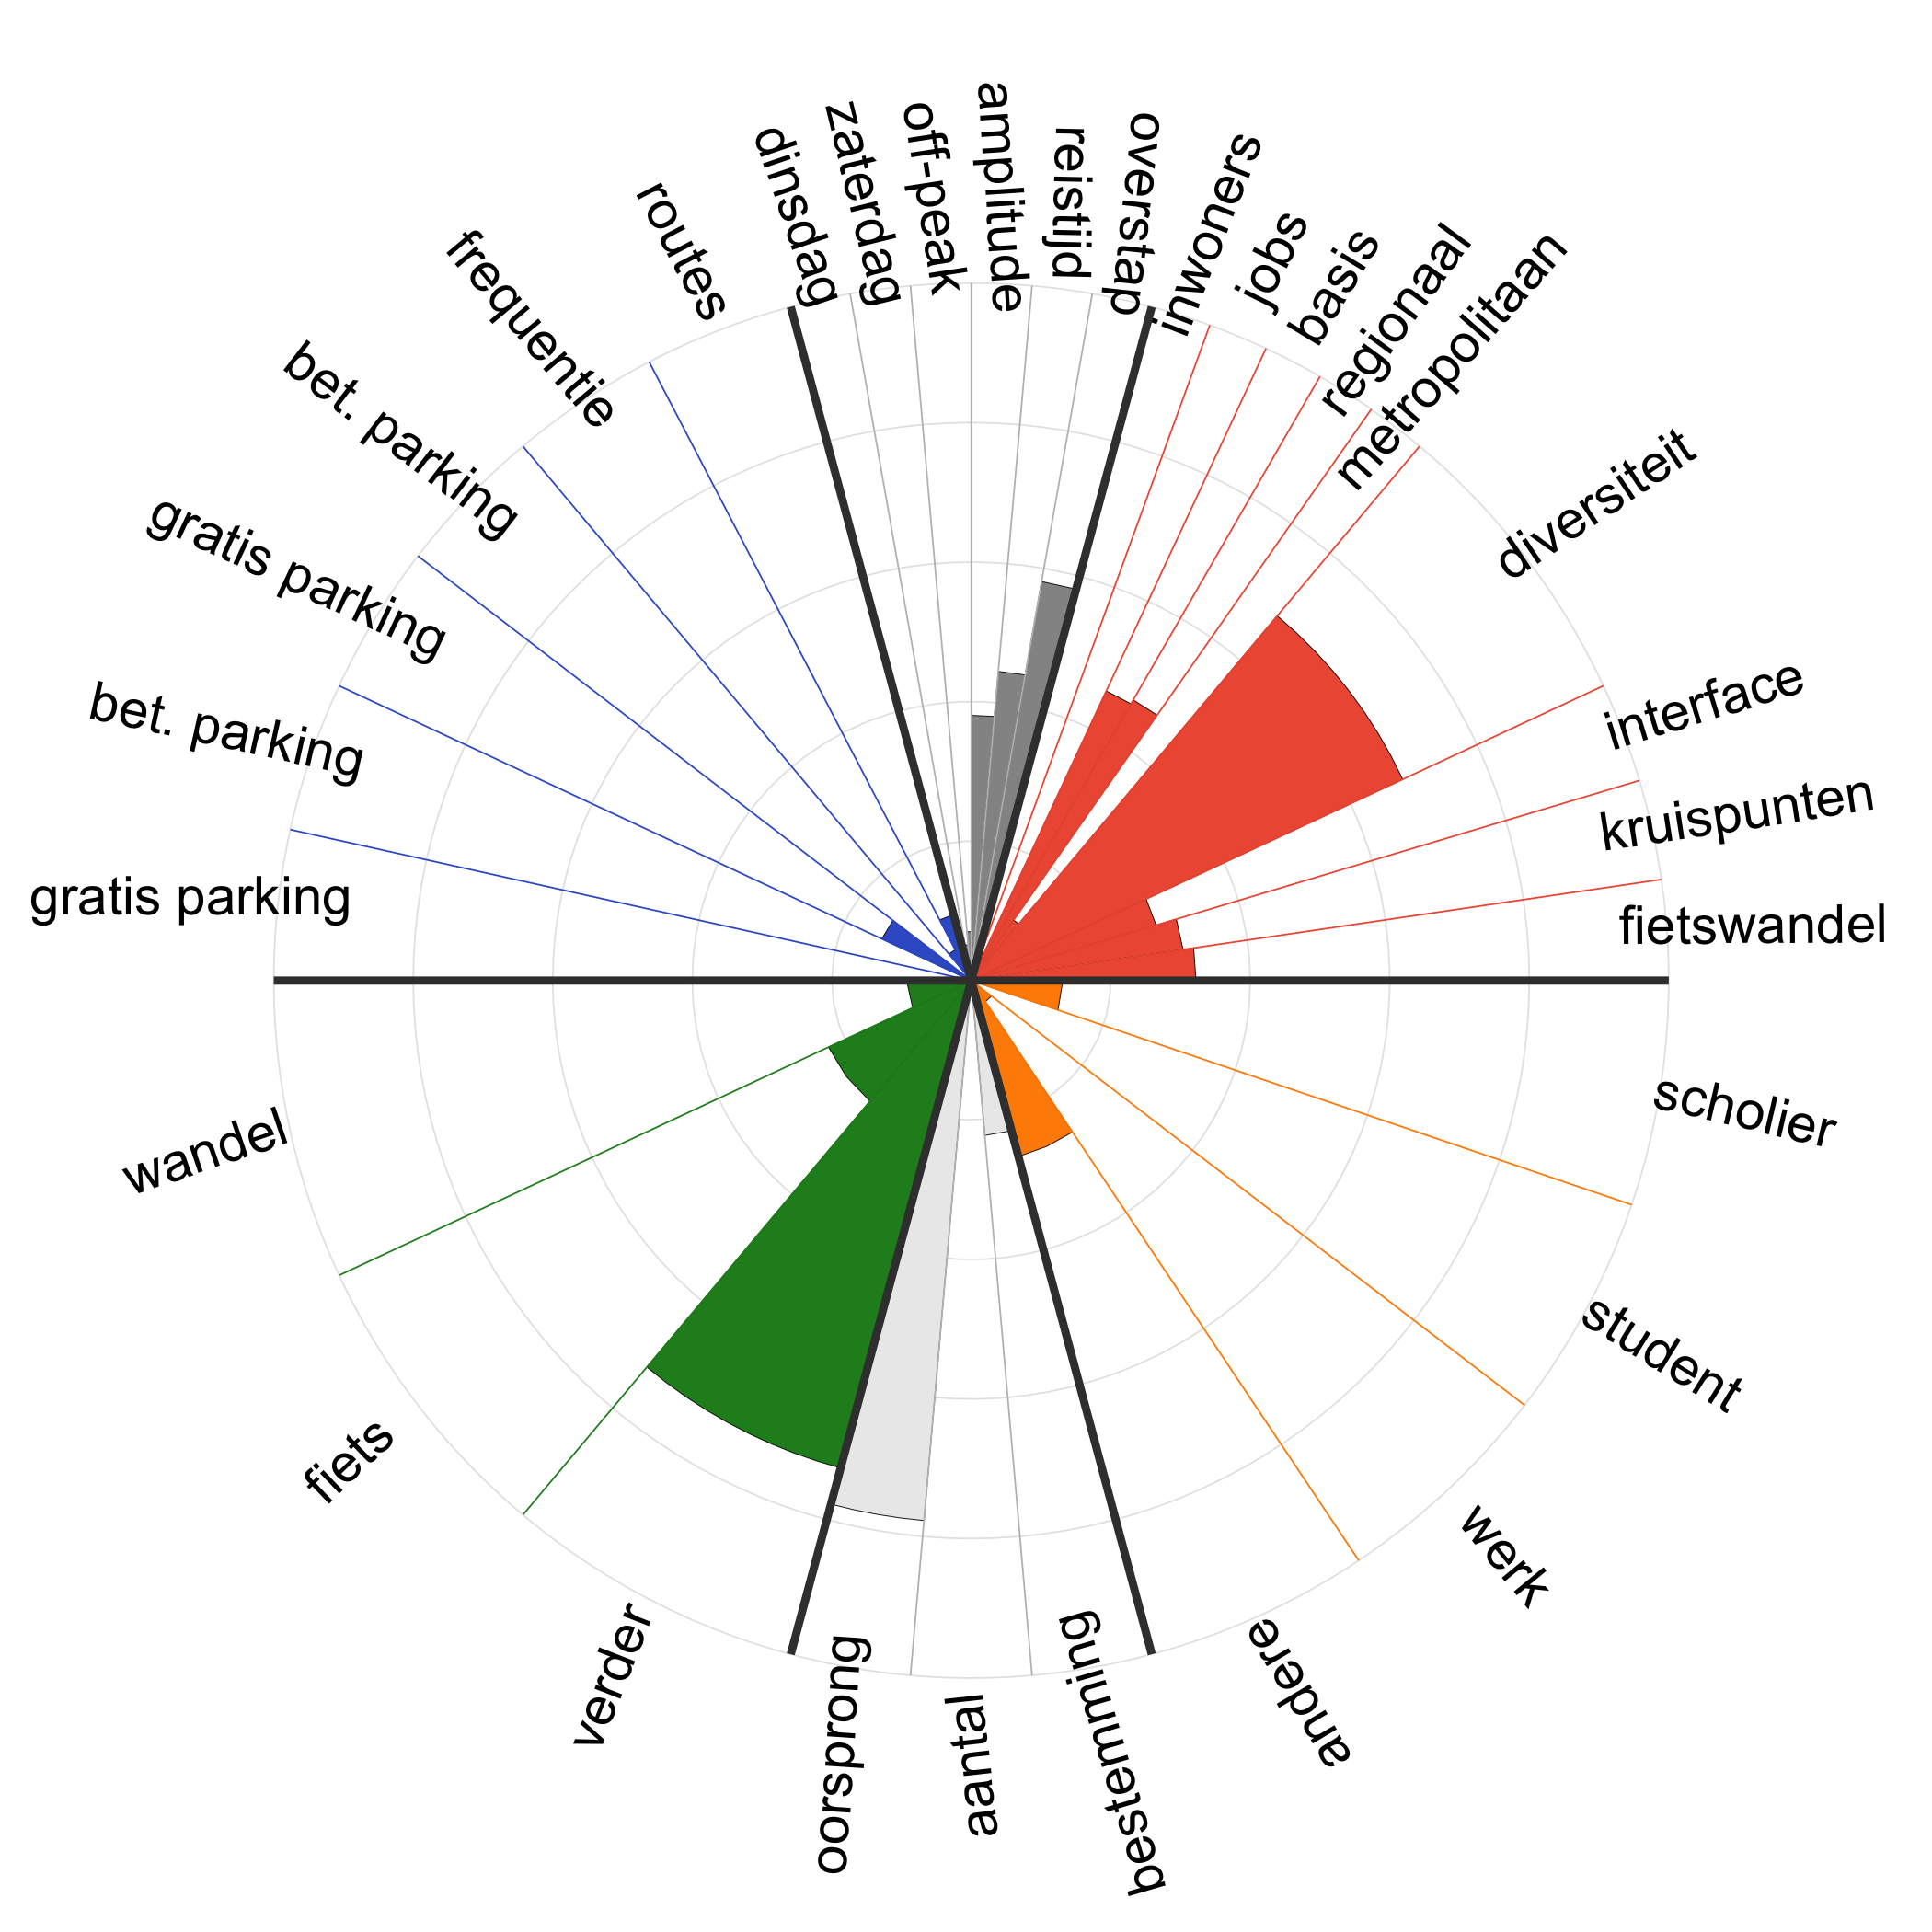 dinsdag
zaterdag
off-peak
amplitude
reistijd
overstap
inwoners
jobs
basis
regionaal
metropolitaan
diversiteit
interface
kruispunten
fietswandel
scholier
student
werk
andere
bestemming
aantal
oorsprong
verder
fiets
wandel
gratis parking
bet. parking
gratis parking
bet. parking
frequentie
routes